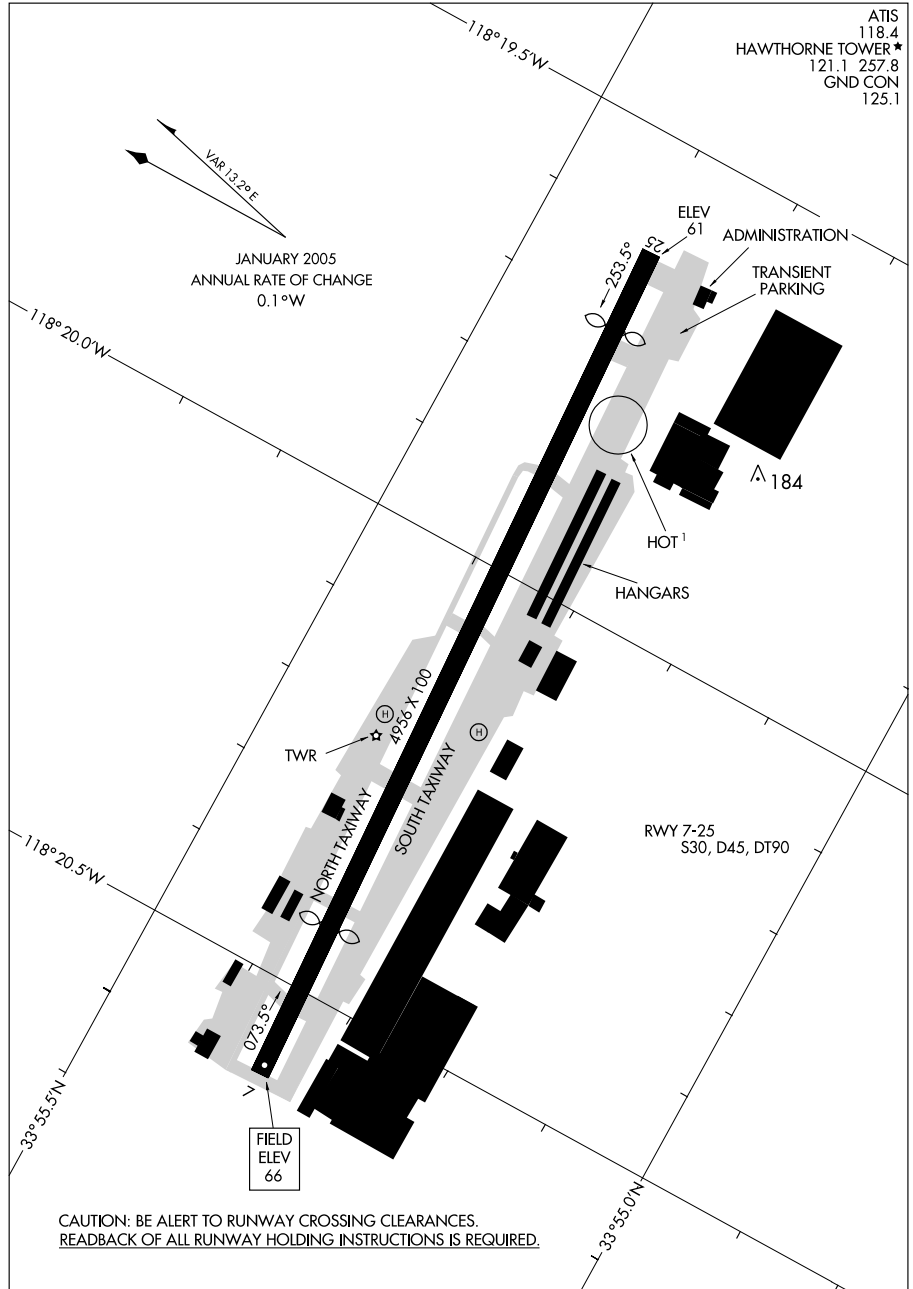 ATIS
118.4
HAWTHORNE TOWER★
121.1 257.8
GND CON
125.1
118°19.5'W
VAR 13.2° E
JANUARY 2005
ANNUAL RATE OF CHANGE
0.1°W
ELEV
61
ADMINISTRATION
TRANSIENT
PARKING
25
253.5°
118°20.0'W
184
HOT 1
HANGARS
H
4956 X 100
H
TWR
SOUTH TAXIWAY
NORTH TAXIWAY
RWY 7-25
S30, D45, DT90
118°20.5'W
073.5°
7
33°55.5'N
FIELD
ELEV
66
33°55.0'N
CAUTION: BE ALERT TO RUNWAY CROSSING CLEARANCES.
READBACK OF ALL RUNWAY HOLDING INSTRUCTIONS IS REQUIRED.